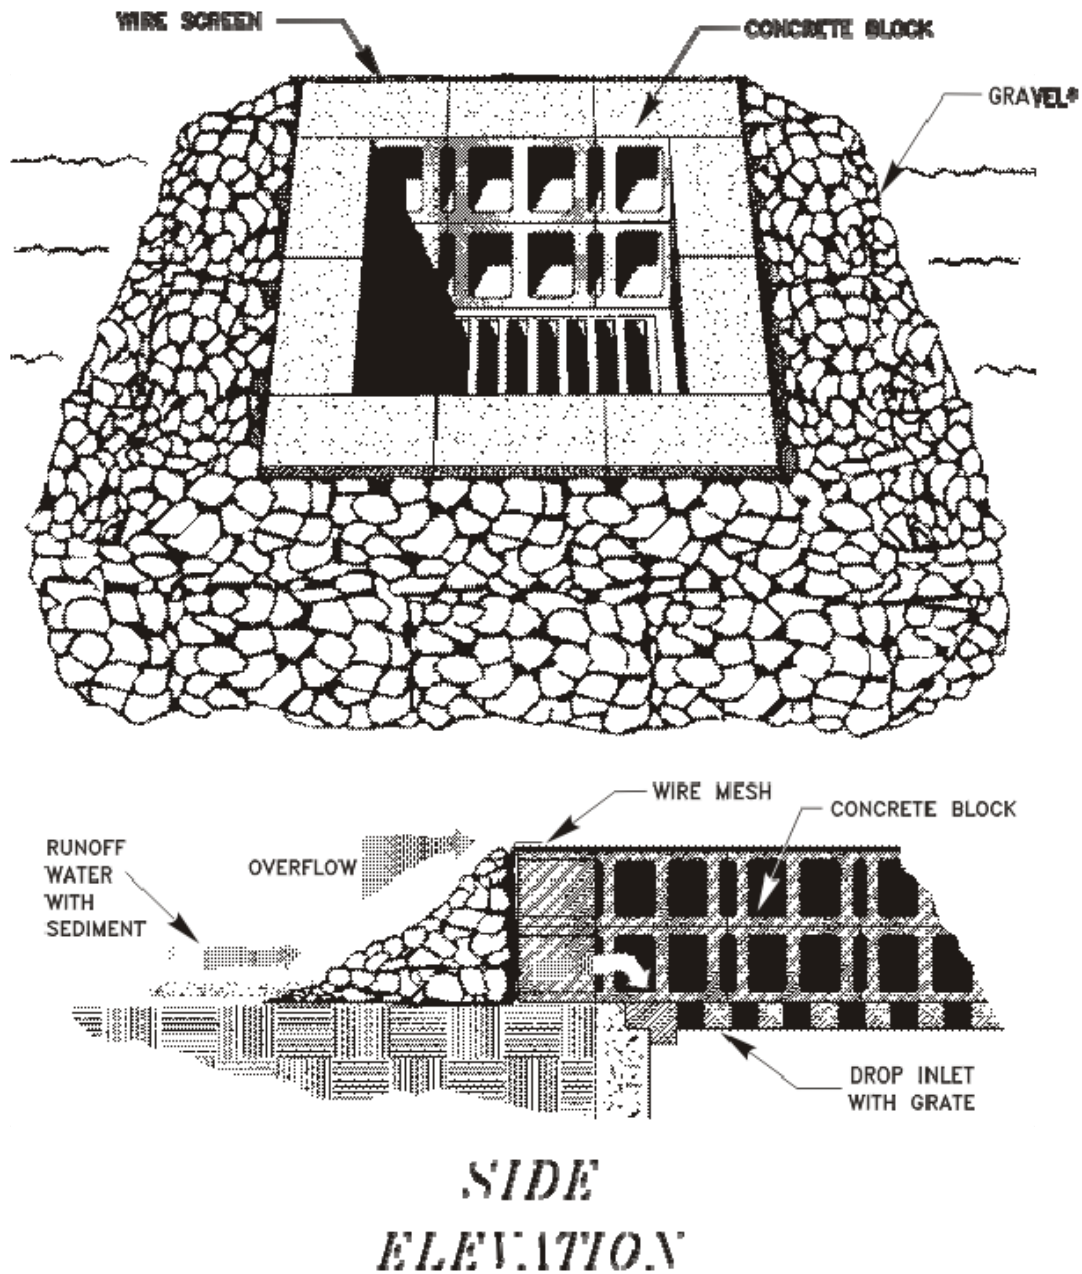 WIRE SCREEN
CONCRETE BLOCK
GRAVEL*
WIRE MESH
CONCRETE BLOCK
RUNOFF
WATER
WITH
SEDIMENT
OVERFLOW
DROP INLET
WITH GRATE
SIDE
ELEVATION